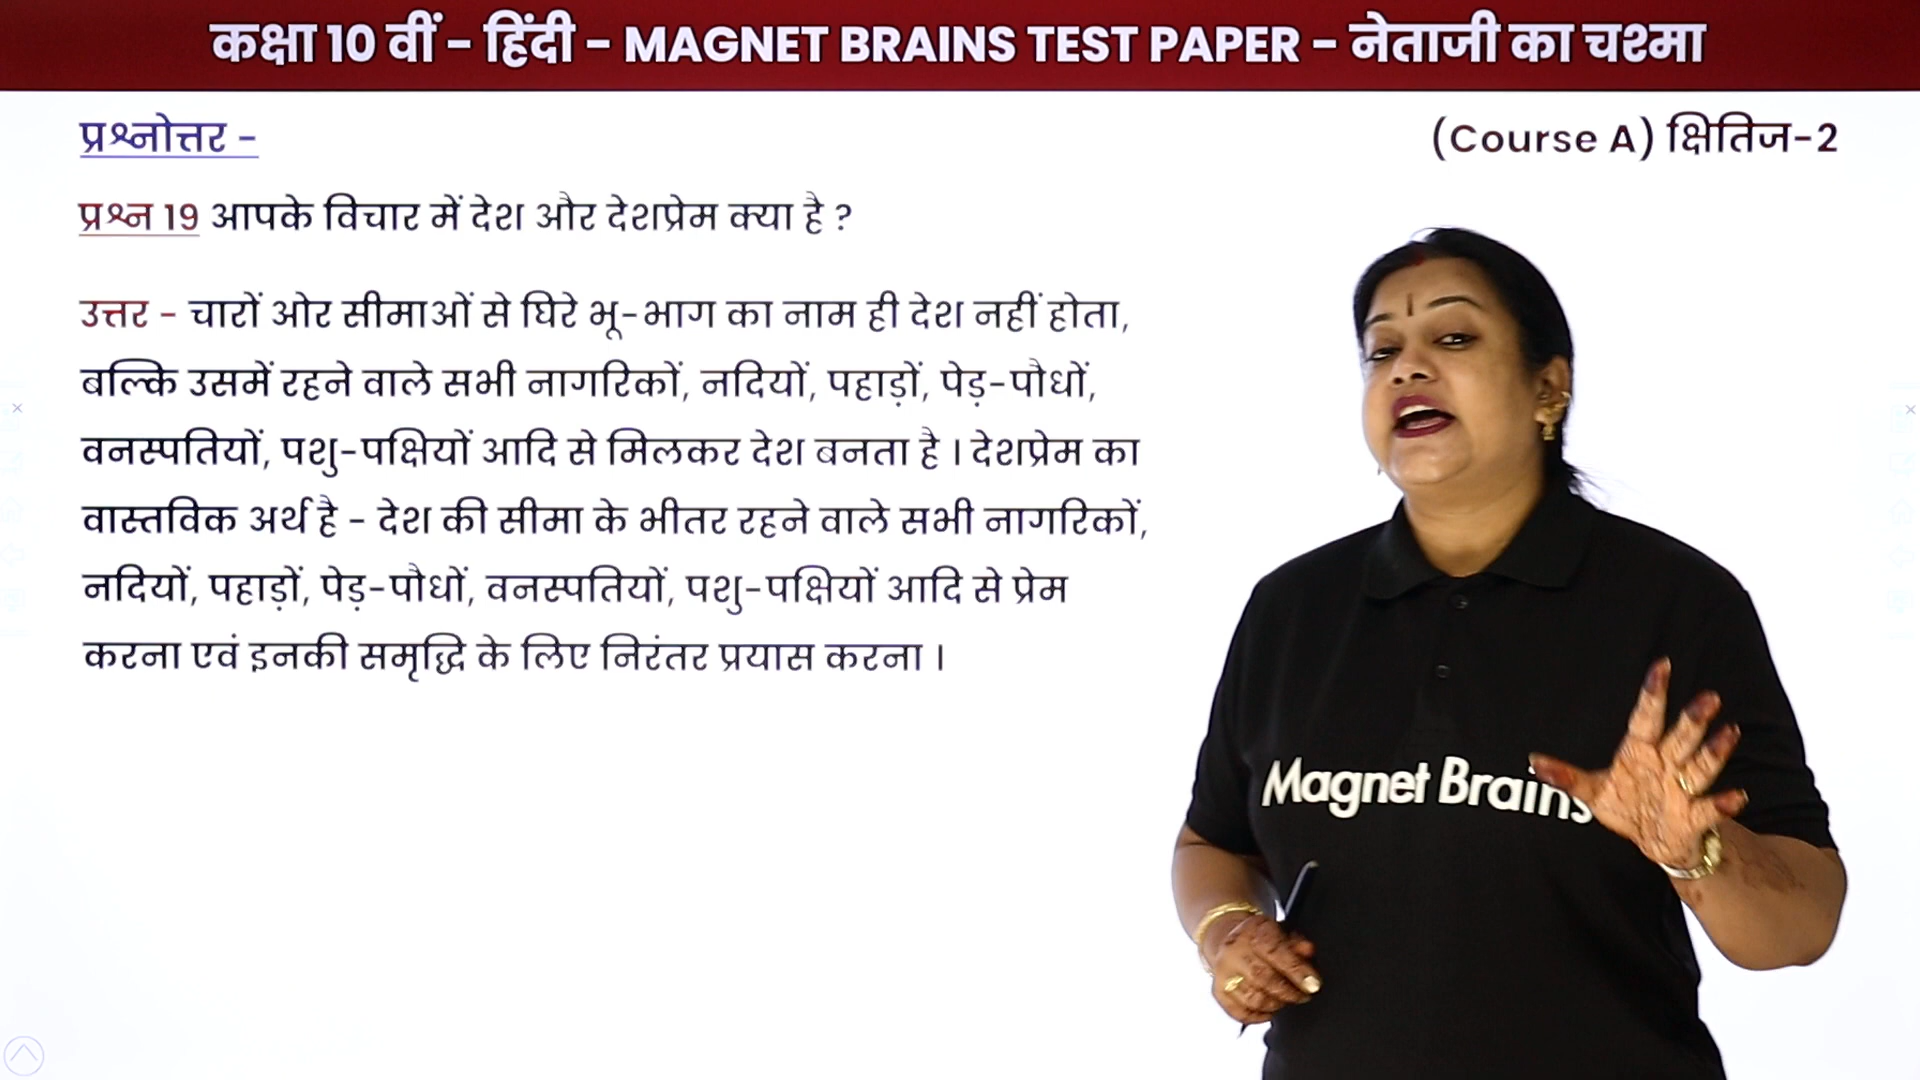 कक्षा 10 वीं - हिंदी - MAGNET BRAINS TEST PAPER - नेताजी का चश्मा
प्रश्नोत्तर -
(Course A) क्षितिज-2
प्रश्न 19 आपके विचार में देश और देशप्रेम क्या है ?
उत्तर - चारों ओर सीमाओं से घिरे भू-भाग का नाम ही देश नहीं होता,
बल्कि उसमें रहने वाले सभी नागरिकों, नदियों, पहाड़ों, पेड़-पौधों,
वनस्पतियों, पशु-पक्षियों आदि से मिलकर देश बनता है । देशप्रेम का
वास्तविक अर्थ है - देश की सीमा के भीतर रहने वाले सभी नागरिकों,
नदियों, पहाड़ों, पेड़-पौधों, वनस्पतियों, पशु-पक्षियों आदि से प्रेम
करना एवं इनकी समृद्धि के लिए निरंतर प्रयास करना ।
Magnet Brains